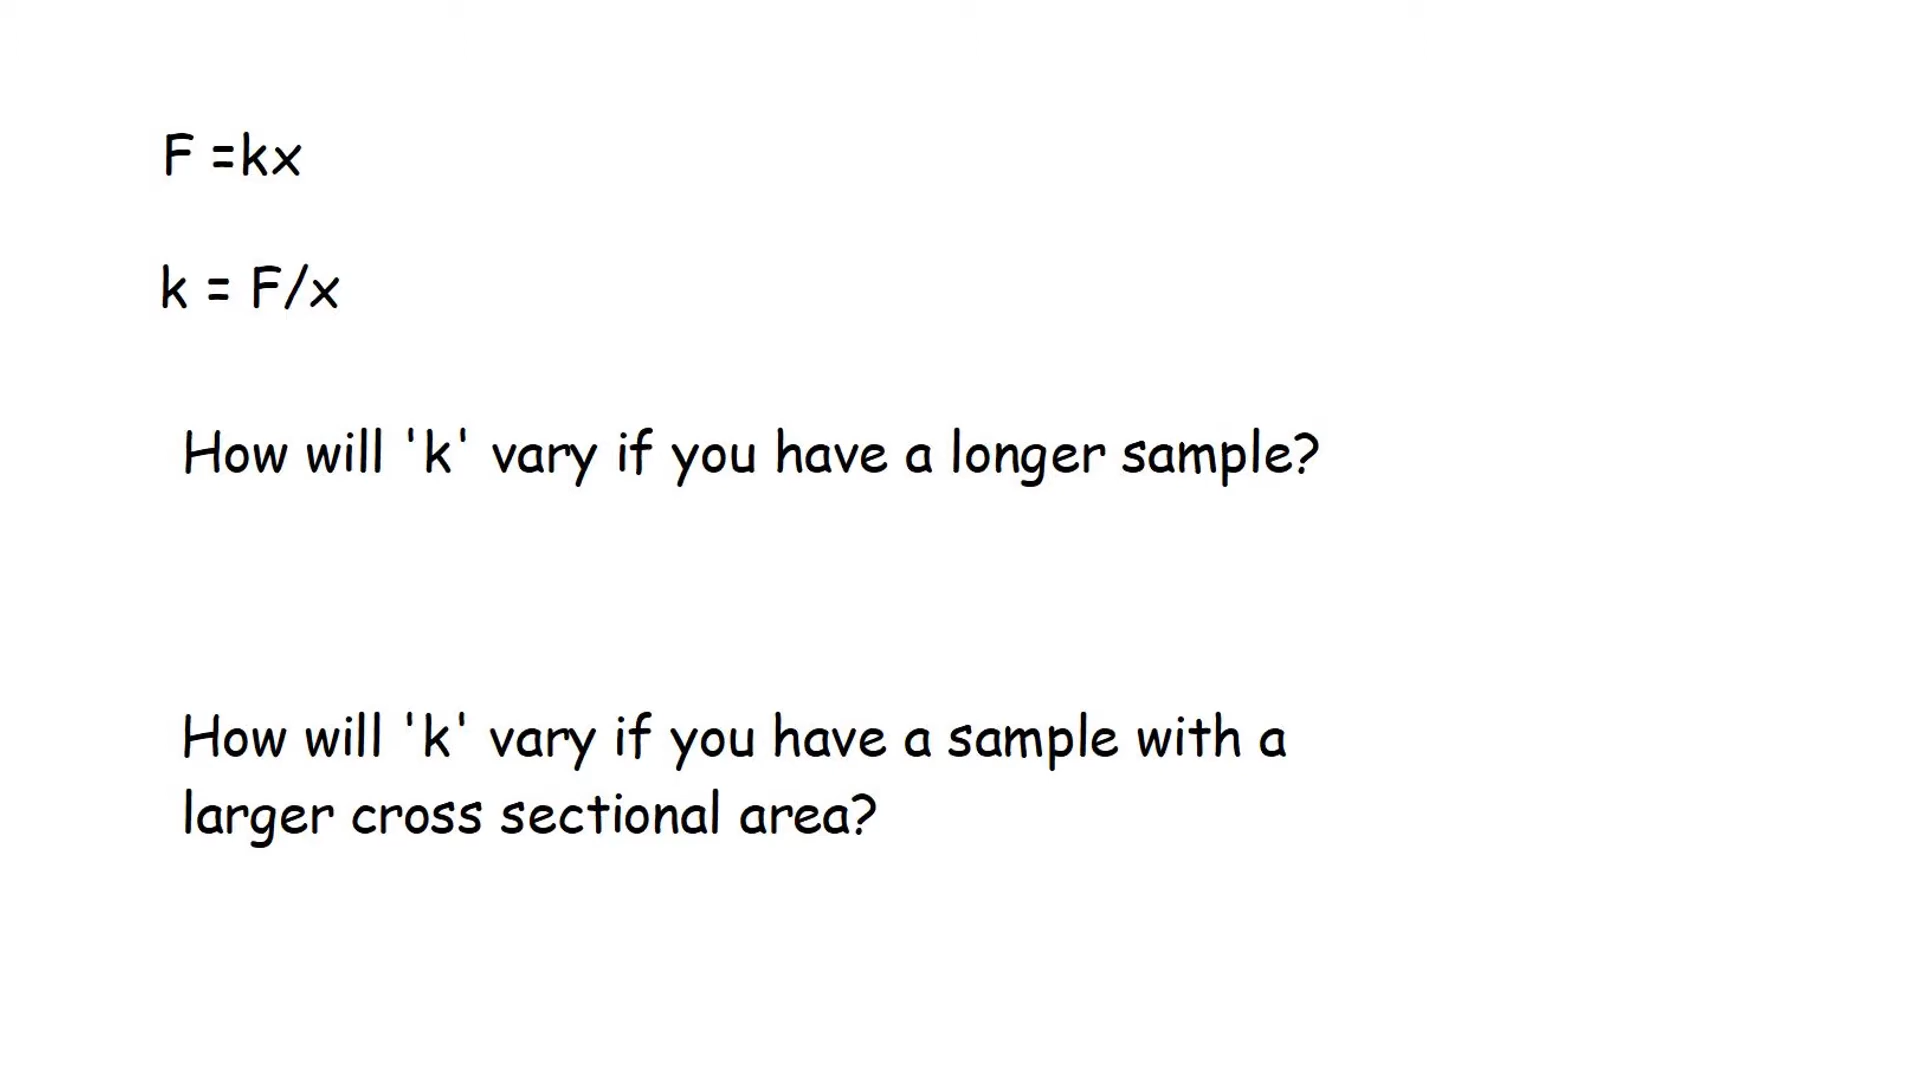 F =kx
k = F/x
How will 'k' vary if you have a longer sample?
How will 'k' vary if you have a sample with a
larger cross sectional area?